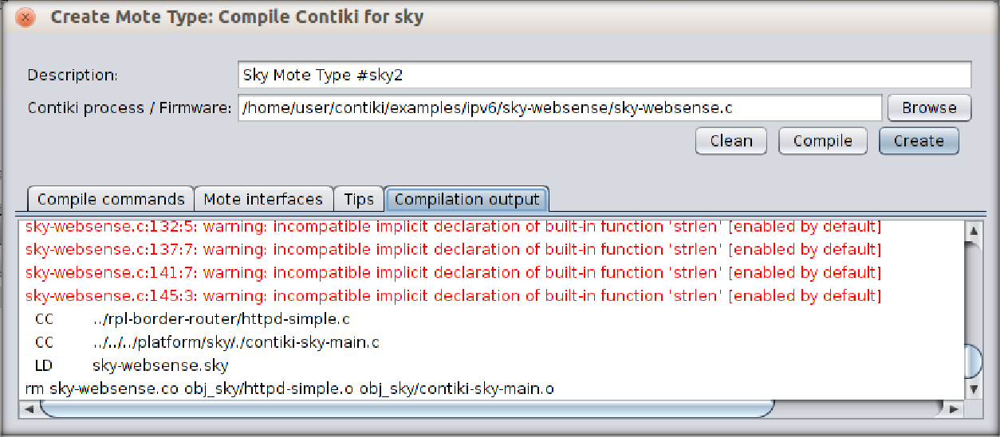 Create Mote Type: Compile Contiki for sky
Description: Sky Mote Type #sky2
Contiki process / Firmware: /home/user/contiki/examples/ipv6/sky-websense/sky-websense.c Browse
Clean Compile Create
Compile commands Mote interfaces Tips Compilation output
sky-websense.c:132:5: warning: incompatible implicit declaration of built-in function 'strlen' [enabled by default]
sky-websense.c:137:7: warning: incompatible implicit declaration of built-in function 'strlen' [enabled by default]
sky-websense.c:141:7: warning: incompatible implicit declaration of built-in function 'strlen' [enabled by default]
sky-websense.c:145:3: warning: incompatible implicit declaration of built-in function 'strlen' [enabled by default]
CC ../rpl-border-router/httpd-simple.c
CC ../../../platform/sky/./contiki-sky-main.c
LD sky-websense.sky
rm sky-websense.co obj_sky/httpd-simple.o obj_sky/contiki-sky-main.o